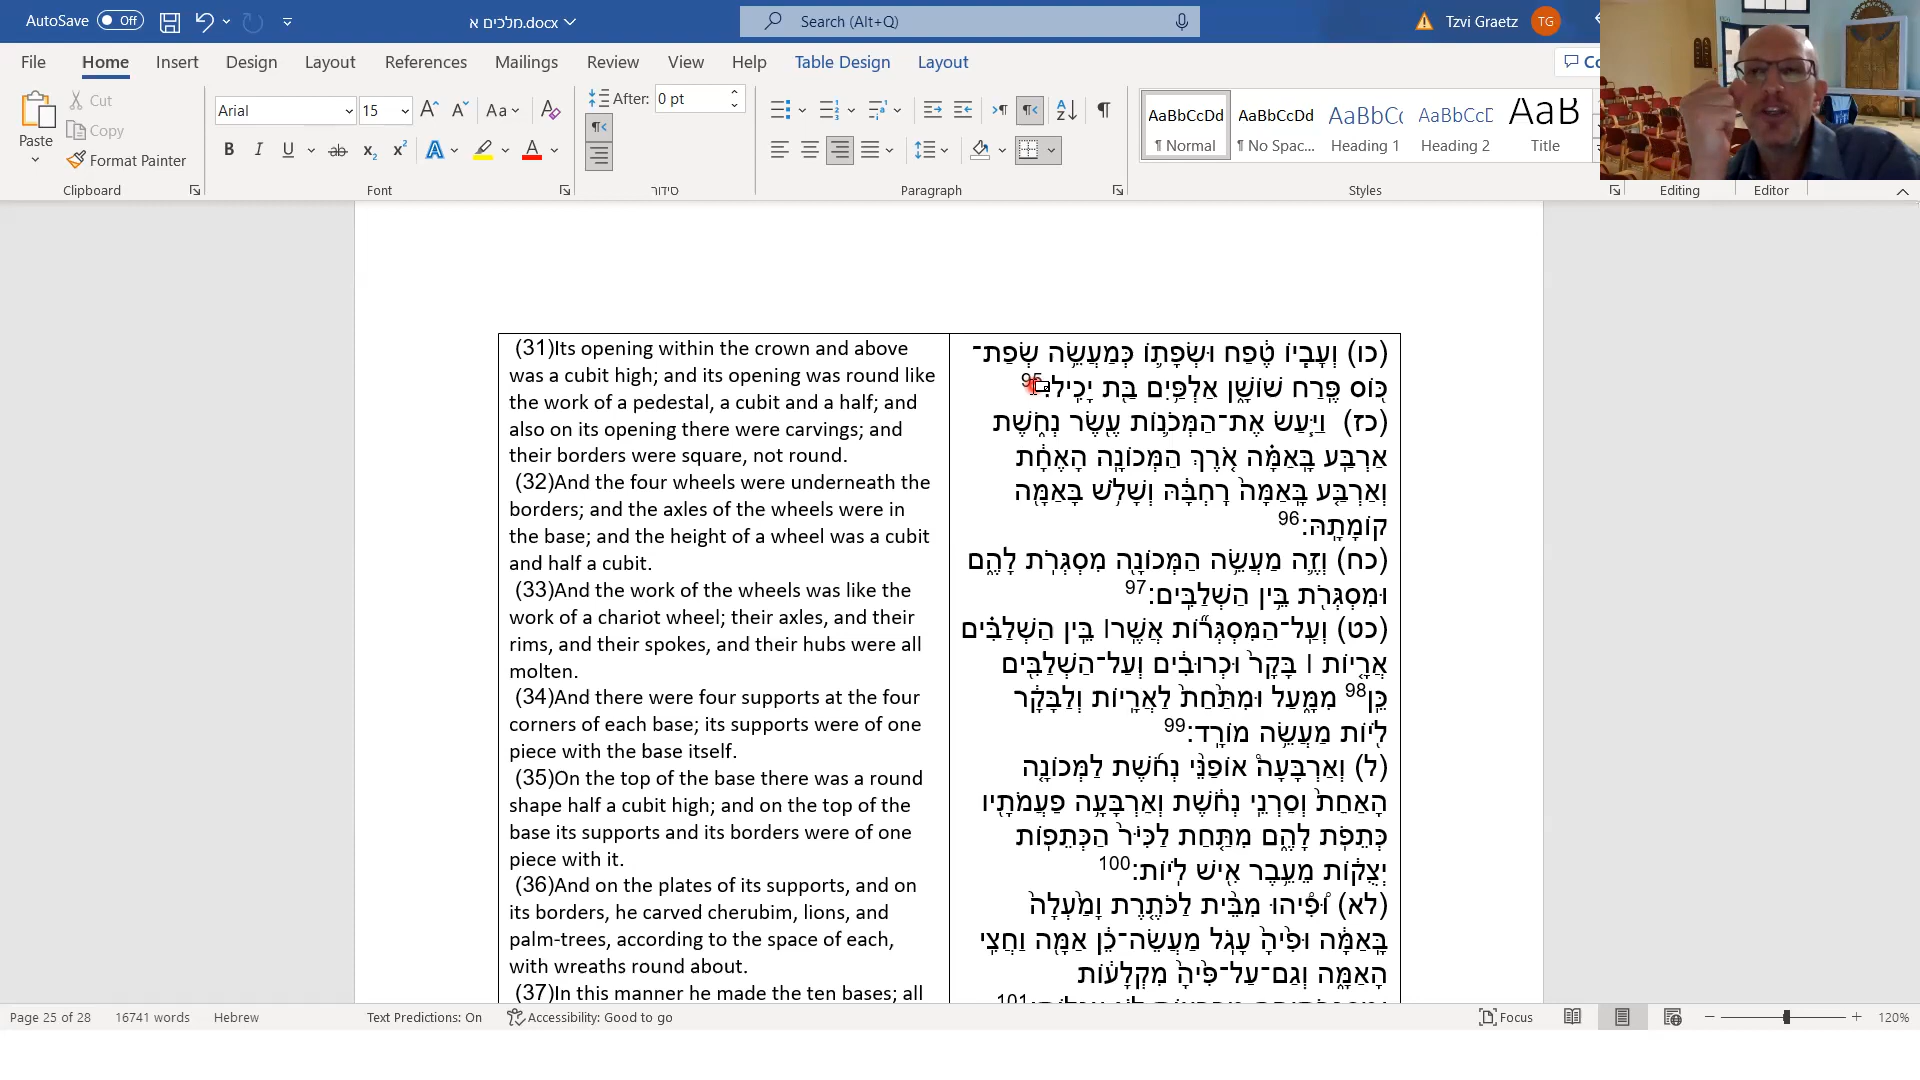 AutoSave Off מלכים א.docx Search (Alt+Q) Tzvi Graetz TG
File Home Insert Design Layout References Mailings Review View Help Table Design Layout
Paste Cut Copy Format Painter Clipboard
Arial 15 Font
After: 0 pt סידור
Paragraph
AaBbCcDd AaBbCcDd AaBbCc AaBbCcD AaB
¶ Normal ¶ No Spac... Heading 1 Heading 2 Title
Styles Editing Editor
(31)Its opening within the crown and above
was a cubit high; and its opening was round like
the work of a pedestal, a cubit and a half; and
also on its opening there were carvings; and
their borders were square, not round.
(32)And the four wheels were underneath the
borders; and the axles of the wheels were in
the base; and the height of a wheel was a cubit
and half a cubit.
(33)And the work of the wheels was like the
work of a chariot wheel; their axles, and their
rims, and their spokes, and their hubs were all
molten.
(34)And there were four supports at the four
corners of each base; its supports were of one
piece with the base itself.
(35)On the top of the base there was a round
shape half a cubit high; and on the top of the
base its supports and its borders were of one
piece with it.
(36)And on the plates of its supports, and on
its borders, he carved cherubim, lions, and
palm-trees, according to the space of each,
with wreaths round about.
(37)In this manner he made the ten bases; all
(כו) וְעָבְיוֹ טֶ֔פַח וּשְׂפָתוֹ֙ כְּמַעֲשֵׂ֣ה שְׂפַת־
כּ֔וֹס פֶּ֖רַח שׁוֹשָׁ֑ן אַלְפַּ֥יִם בַּ֖ת יָכִֽיל׃95
(כז) וַיַּ֧עַשׂ אֶת־הַמְּכֹנ֛וֹת עֶ֖שֶׂר נְחֹ֑שֶׁת
אַרְבַּ֣ע בָּאַמָּ֗ה אֹ֚רֶךְ הַמְּכוֹנָ֣ה הָאֶחָ֔ת
וְאַרְבַּ֤ע בָּֽאַמָּה֙ רָחְבָּ֔הּ וְשָׁלֹ֥שׁ בָּאַמָּ֖ה
קוֹמָתָֽהּ׃96
(כח) וְזֶ֛ה מַעֲשֵׂ֥ה הַמְּכוֹנָ֖ה מִסְגְּרֹ֣ת לָהֶ֑ם
וּמִסְגְּרֹ֖ת בֵּ֥ין הַשְׁלַבִּֽים׃97
(כט) וְעַֽל־הַמִּסְגְּר֞וֹת אֲשֶׁ֣ר׀ בֵּ֣ין הַשְׁלַבִּ֗ים
אֲרָי֤וֹת ׀ בָּקָר֙ וּכְרוּבִ֔ים וְעַל־הַשְׁלַבִּ֖ים
כֵּ֣ן98 מִמָּ֑עַל וּמִתַּ֙חַת֙ לַאֲרָי֣וֹת וְלַבָּקָ֔ר
לֹי֖וֹת מַעֲשֵׂ֥ה מוֹרָֽד׃99
(ל) וְאַרְבָּעָה֩ אוֹפַנֵּ֨י נְחֹ֜שֶׁת לַמְּכוֹנָ֣ה
הָאַחַת֙ וְסַרְנֵ֣י נְחֹ֔שֶׁת וְאַרְבָּעָ֥ה פַעֲמֹתָ֖יו
כְּתֵפֹ֣ת לָהֶ֑ם מִתַּ֤חַת לַכִּיֹּר֙ הַכְּתֵפ֣וֹת
יְצֻק֔וֹת מֵעֵ֥בֶר אִ֖ישׁ לֹיֽוֹת׃100
(לא) וּ֠פִיהוּ מִבֵּ֨ית לַכֹּתֶ֤רֶת וָמַ֙עְלָה֙
בָּֽאַמָּ֔ה וּפִ֙יהָ֙ עָגֹ֣ל מַעֲשֵׂה־כֵ֔ן אַמָּ֖ה וַחֲצִ֣י
הָאַמָּ֑ה וְגַם־עַל־פִּ֙יהָ֙ מִקְלָע֔וֹת
Page 25 of 28 16741 words Hebrew Text Predictions: On Accessibility: Good to go Focus 120%